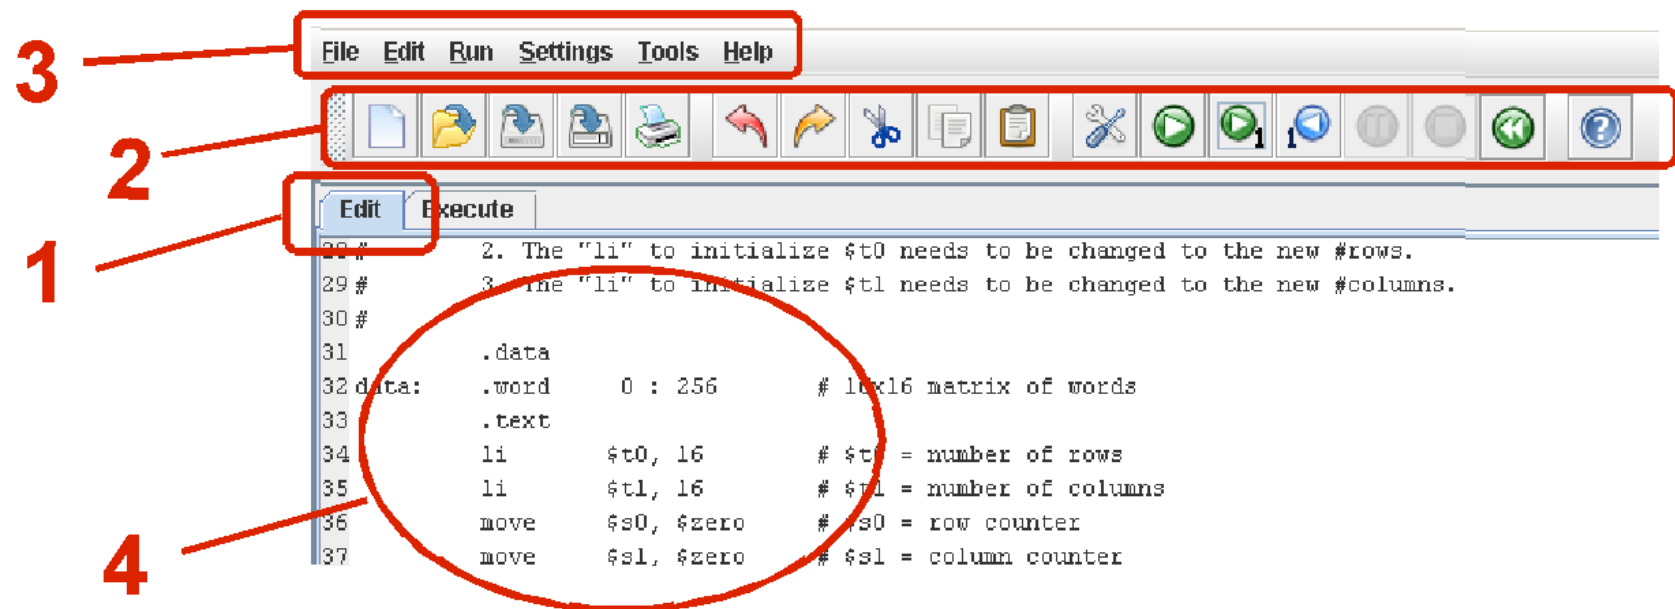 3
File Edit Run Settings Tools Help
2
1 1
1
Edit Execute
28 # 2. The "li" to initialize $t0 needs to be changed to the new #rows.
29 # 3. The "li" to initialize $t1 needs to be changed to the new #columns.
30 #
31 .data
32 data: .word 0 : 256 # 16x16 matrix of words
33 .text
34 li $t0, 16 # $t0 = number of rows
35 li $t1, 16 # $t1 = number of columns
36 move $s0, $zero # $s0 = row counter
37 move $s1, $zero # $s1 = column counter
4